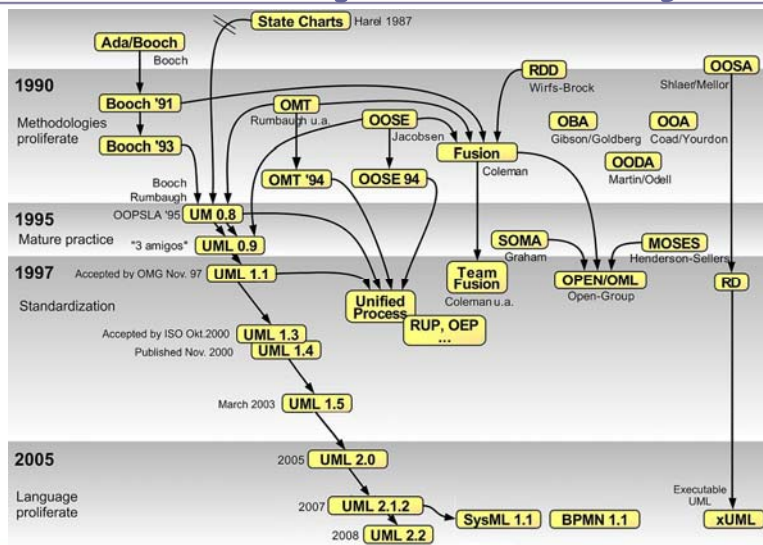 State Charts Harel 1987
Ada/Booch
Booch
RDD
Wirfs-Brock
OOSA
Shlaer/Mellor
1990
Methodologies
proliferate
Booch '91
Booch '93
OMT
Rumbaugh u.a.
OOSE
Jacobsen
Fusion
Coleman
OBA
Gibson/Goldberg
OOA
Coad/Yourdon
OODA
Martin/Odell
OMT '94
OOSE 94
Booch
Rumbaugh
OOPSLA '95 UM 0.8
1995
Mature practice
"3 amigos" UML 0.9
SOMA
Graham
MOSES
Henderson-Sellers
1997
Accepted by OMG Nov. 97 UML 1.1
Standardization
Team
Fusion
Coleman u.a.
OPEN/OML
Open-Group
RD
Unified
Process
RUP, OEP
...
Accepted by ISO Okt.2000 UML 1.3
Published Nov. 2000 UML 1.4
March 2003 UML 1.5
2005
Language
proliferate
2005 UML 2.0
2007 UML 2.1.2
2008 UML 2.2
SysML 1.1
BPMN 1.1
Executable
UML
xUML